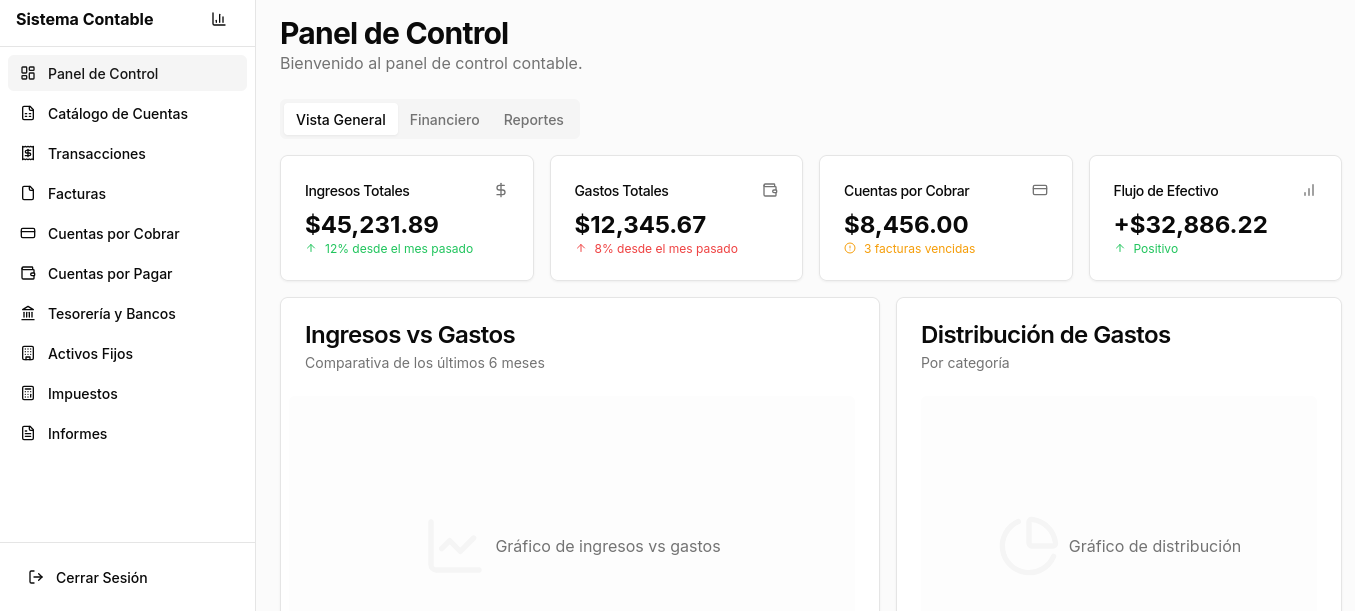 Sistema Contable
Panel de Control
Catálogo de Cuentas
Transacciones
Facturas
Cuentas por Cobrar
Cuentas por Pagar
Tesorería y Bancos
Activos Fijos
Impuestos
Informes
Cerrar Sesión
Panel de Control
Bienvenido al panel de control contable.
Vista General Financiero Reportes
Ingresos Totales
$45,231.89
12% desde el mes pasado
Gastos Totales
$12,345.67
8% desde el mes pasado
Cuentas por Cobrar
$8,456.00
3 facturas vencidas
Flujo de Efectivo
+$32,886.22
Positivo
Ingresos vs Gastos
Comparativa de los últimos 6 meses
Gráfico de ingresos vs gastos
Distribución de Gastos
Por categoría
Gráfico de distribución